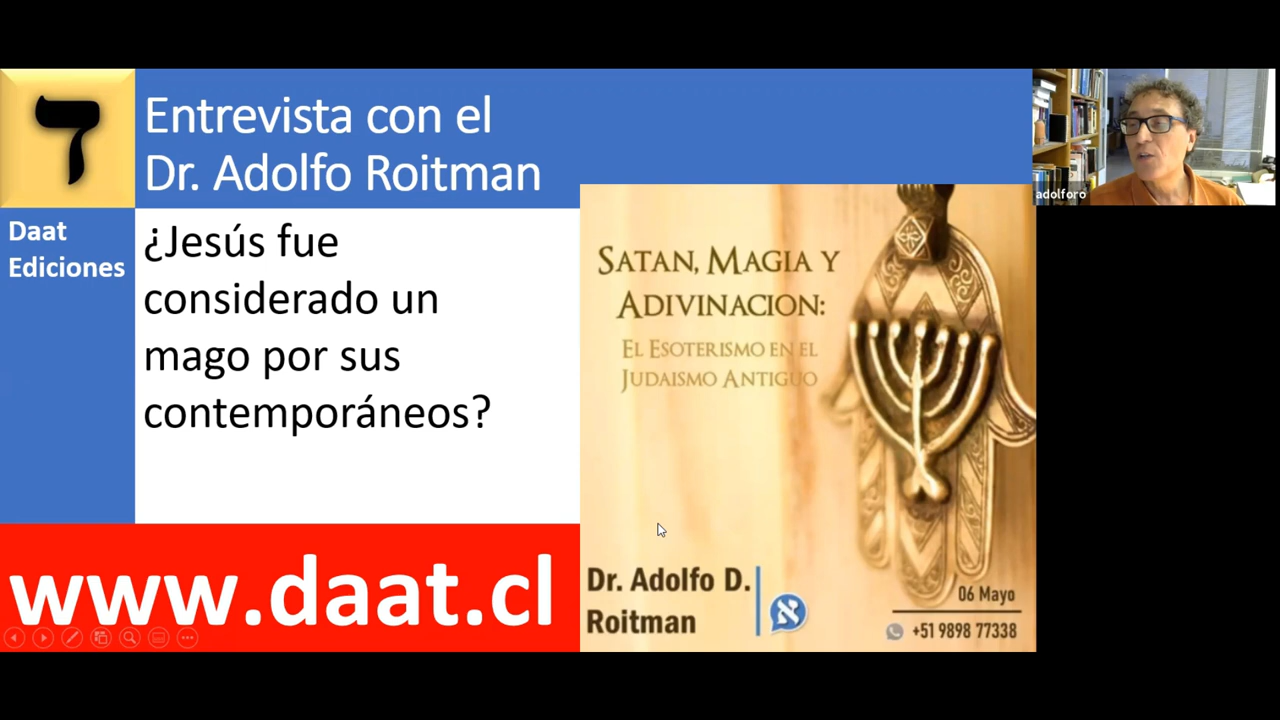 ד
Entrevista con el
Dr. Adolfo Roitman
adolforo
Daat
Ediciones
¿Jesús fue
considerado un
mago por sus
contemporáneos?
SATAN, MAGIA Y
ADIVINACION:
EL ESOTERISMO EN EL
JUDAISMO ANTIGUO
www.daat.cl
Dr. Adolfo D.
Roitman
א
06 Mayo
+51 9898 77338